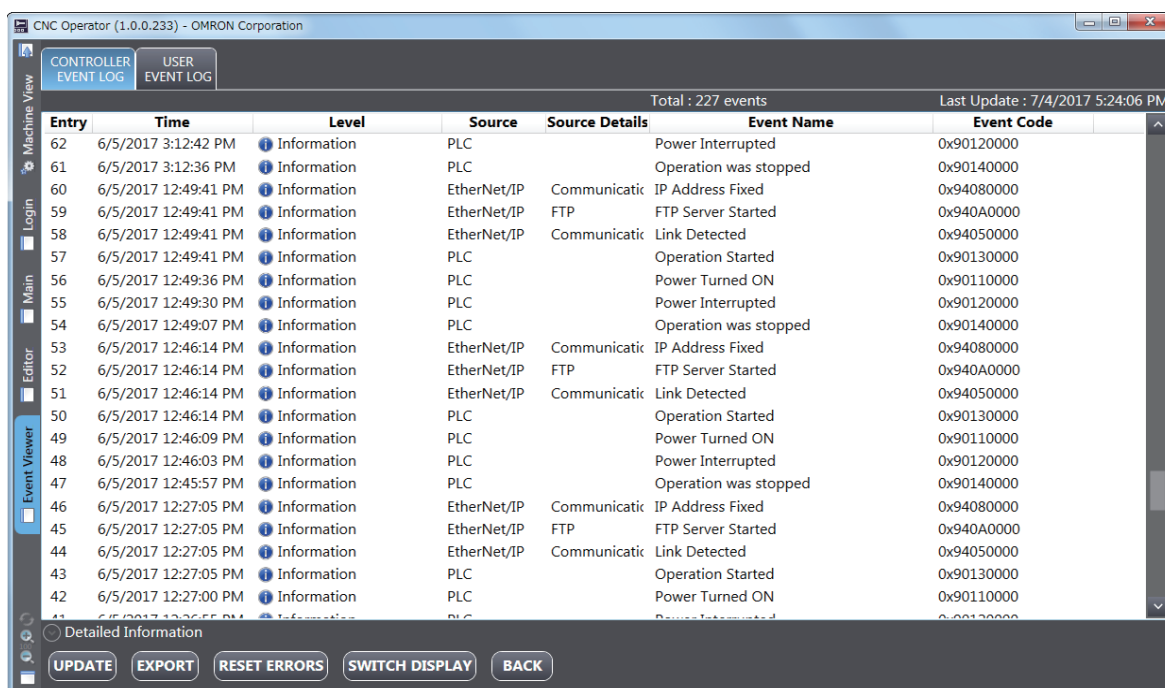 CNC Operator (1.0.0.233) - OMRON Corporation
CONTROLLER EVENT LOG
USER EVENT LOG
Machine View
Login
Main
Editor
Event Viewer
Total : 227 events Last Update : 7/4/2017 5:24:06 PM
Entry Time Level Source Source Details Event Name Event Code
62 6/5/2017 3:12:42 PM Information PLC Power Interrupted 0x90120000
61 6/5/2017 3:12:36 PM Information PLC Operation was stopped 0x90140000
60 6/5/2017 12:49:41 PM Information EtherNet/IP Communicatic IP Address Fixed 0x94080000
59 6/5/2017 12:49:41 PM Information EtherNet/IP FTP FTP Server Started 0x940A0000
58 6/5/2017 12:49:41 PM Information EtherNet/IP Communicatic Link Detected 0x94050000
57 6/5/2017 12:49:41 PM Information PLC Operation Started 0x90130000
56 6/5/2017 12:49:36 PM Information PLC Power Turned ON 0x90110000
55 6/5/2017 12:49:30 PM Information PLC Power Interrupted 0x90120000
54 6/5/2017 12:49:07 PM Information PLC Operation was stopped 0x90140000
53 6/5/2017 12:46:14 PM Information EtherNet/IP Communicatic IP Address Fixed 0x94080000
52 6/5/2017 12:46:14 PM Information EtherNet/IP FTP FTP Server Started 0x940A0000
51 6/5/2017 12:46:14 PM Information EtherNet/IP Communicatic Link Detected 0x94050000
50 6/5/2017 12:46:14 PM Information PLC Operation Started 0x90130000
49 6/5/2017 12:46:09 PM Information PLC Power Turned ON 0x90110000
48 6/5/2017 12:46:03 PM Information PLC Power Interrupted 0x90120000
47 6/5/2017 12:45:57 PM Information PLC Operation was stopped 0x90140000
46 6/5/2017 12:27:05 PM Information EtherNet/IP Communicatic IP Address Fixed 0x94080000
45 6/5/2017 12:27:05 PM Information EtherNet/IP FTP FTP Server Started 0x940A0000
44 6/5/2017 12:27:05 PM Information EtherNet/IP Communicatic Link Detected 0x94050000
43 6/5/2017 12:27:05 PM Information PLC Operation Started 0x90130000
42 6/5/2017 12:27:00 PM Information PLC Power Turned ON 0x90110000
Detailed Information
UPDATE EXPORT RESET ERRORS SWITCH DISPLAY BACK